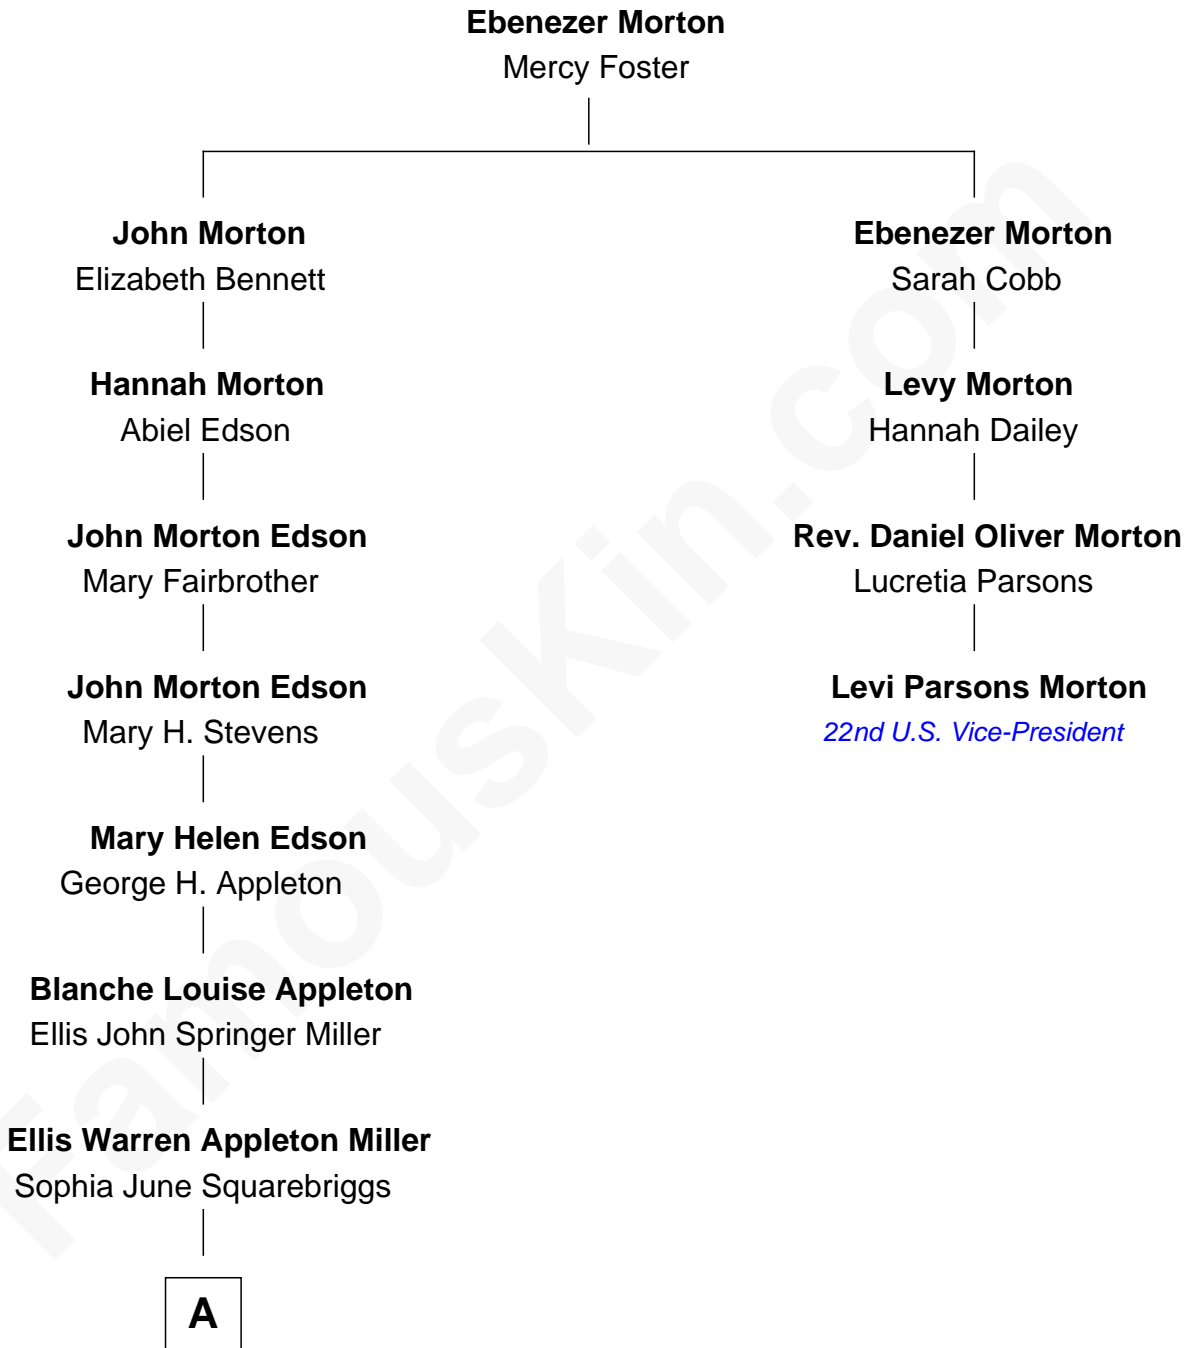 Ebenezer Morton
Mercy Foster
John Morton
Elizabeth Bennett
Hannah Morton
Abiel Edson
John Morton Edson
Mary Fairbrother
John Morton Edson
Mary H. Stevens
Mary Helen Edson
George H. Appleton
Blanche Louise Appleton
Ellis John Springer Miller
Ellis Warren Appleton Miller
Sophia June Squarebriggs
A
Ebenezer Morton
Sarah Cobb
Levy Morton
Hannah Dailey
Rev. Daniel Oliver Morton
Lucretia Parsons
Levi Parsons Morton
22nd U.S. Vice-President
FamousKin.com